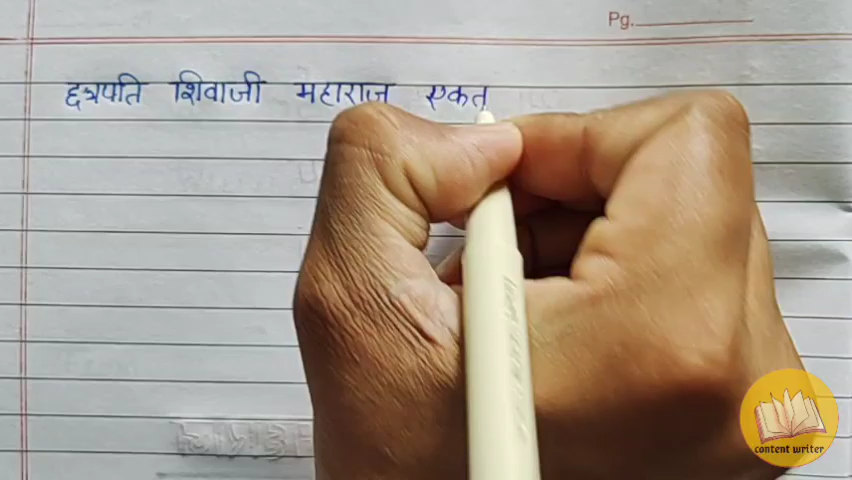 Pg.
छत्रपति शिवाजी महाराज एकत
content writer